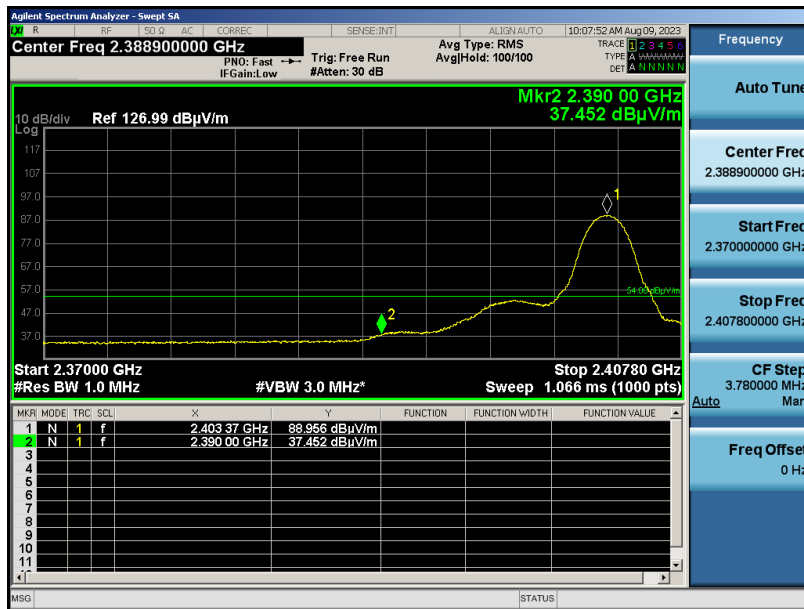 Agilent Spectrum Analyzer - Swept SA
LXI R RF 50 Ω AC CORREC SENSE:INT ALIGN AUTO 10:07:52 AM Aug 09, 2023
Center Freq 2.388900000 GHz
PNO: Fast
IFGain:Low
Trig: Free Run
#Atten: 30 dB
Avg Type: RMS
Avg|Hold: 100/100
TRACE 1 2 3 4 5 6
TYPE A WWWWW
DET A N N N N N
Mkr2 2.390 00 GHz
37.452 dBµV/m
10 dB/div Ref 126.99 dBµV/m
Log
117
107
97.0
87.0
77.0
67.0
57.0
47.0
37.0
1
2
54.00 dBµV/m
Start 2.37000 GHz Stop 2.40780 GHz
#Res BW 1.0 MHz #VBW 3.0 MHz* Sweep 1.066 ms (1000 pts)
MKR MODE TRC SCL X Y FUNCTION FUNCTION WIDTH FUNCTION VALUE
1 N 1 f 2.403 37 GHz 88.956 dBµV/m
2 N 1 f 2.390 00 GHz 37.452 dBµV/m
3
4
5
6
7
8
9
10
11
MSG STATUS
Frequency
Auto Tune
Center Freq
2.388900000 GHz
Start Freq
2.370000000 GHz
Stop Freq
2.407800000 GHz
CF Step
3.780000 MHz
Auto Man
Freq Offset
0 Hz